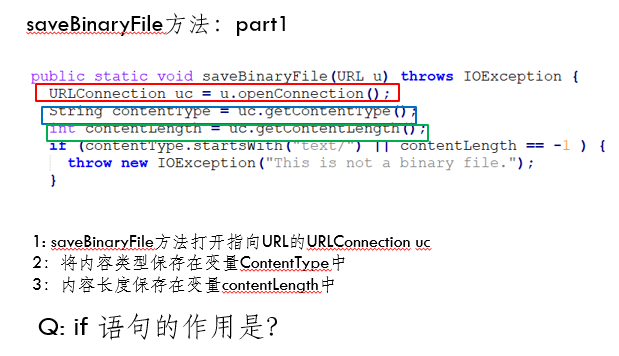 saveBinaryFile方法：part1
public static void saveBinaryFile(URL u) throws IOException {
URLConnection uc = u.openConnection();
String contentType = uc.getContentType();
int contentLength = uc.getContentLength();
if (contentType.startsWith("text/") || contentLength == -1 ) {
throw new IOException("This is not a binary file.");
}
1: saveBinaryFile方法打开指向URL的URLConnection uc
2：将内容类型保存在变量ContentType中
3：内容长度保存在变量contentLength中
Q: if 语句的作用是？